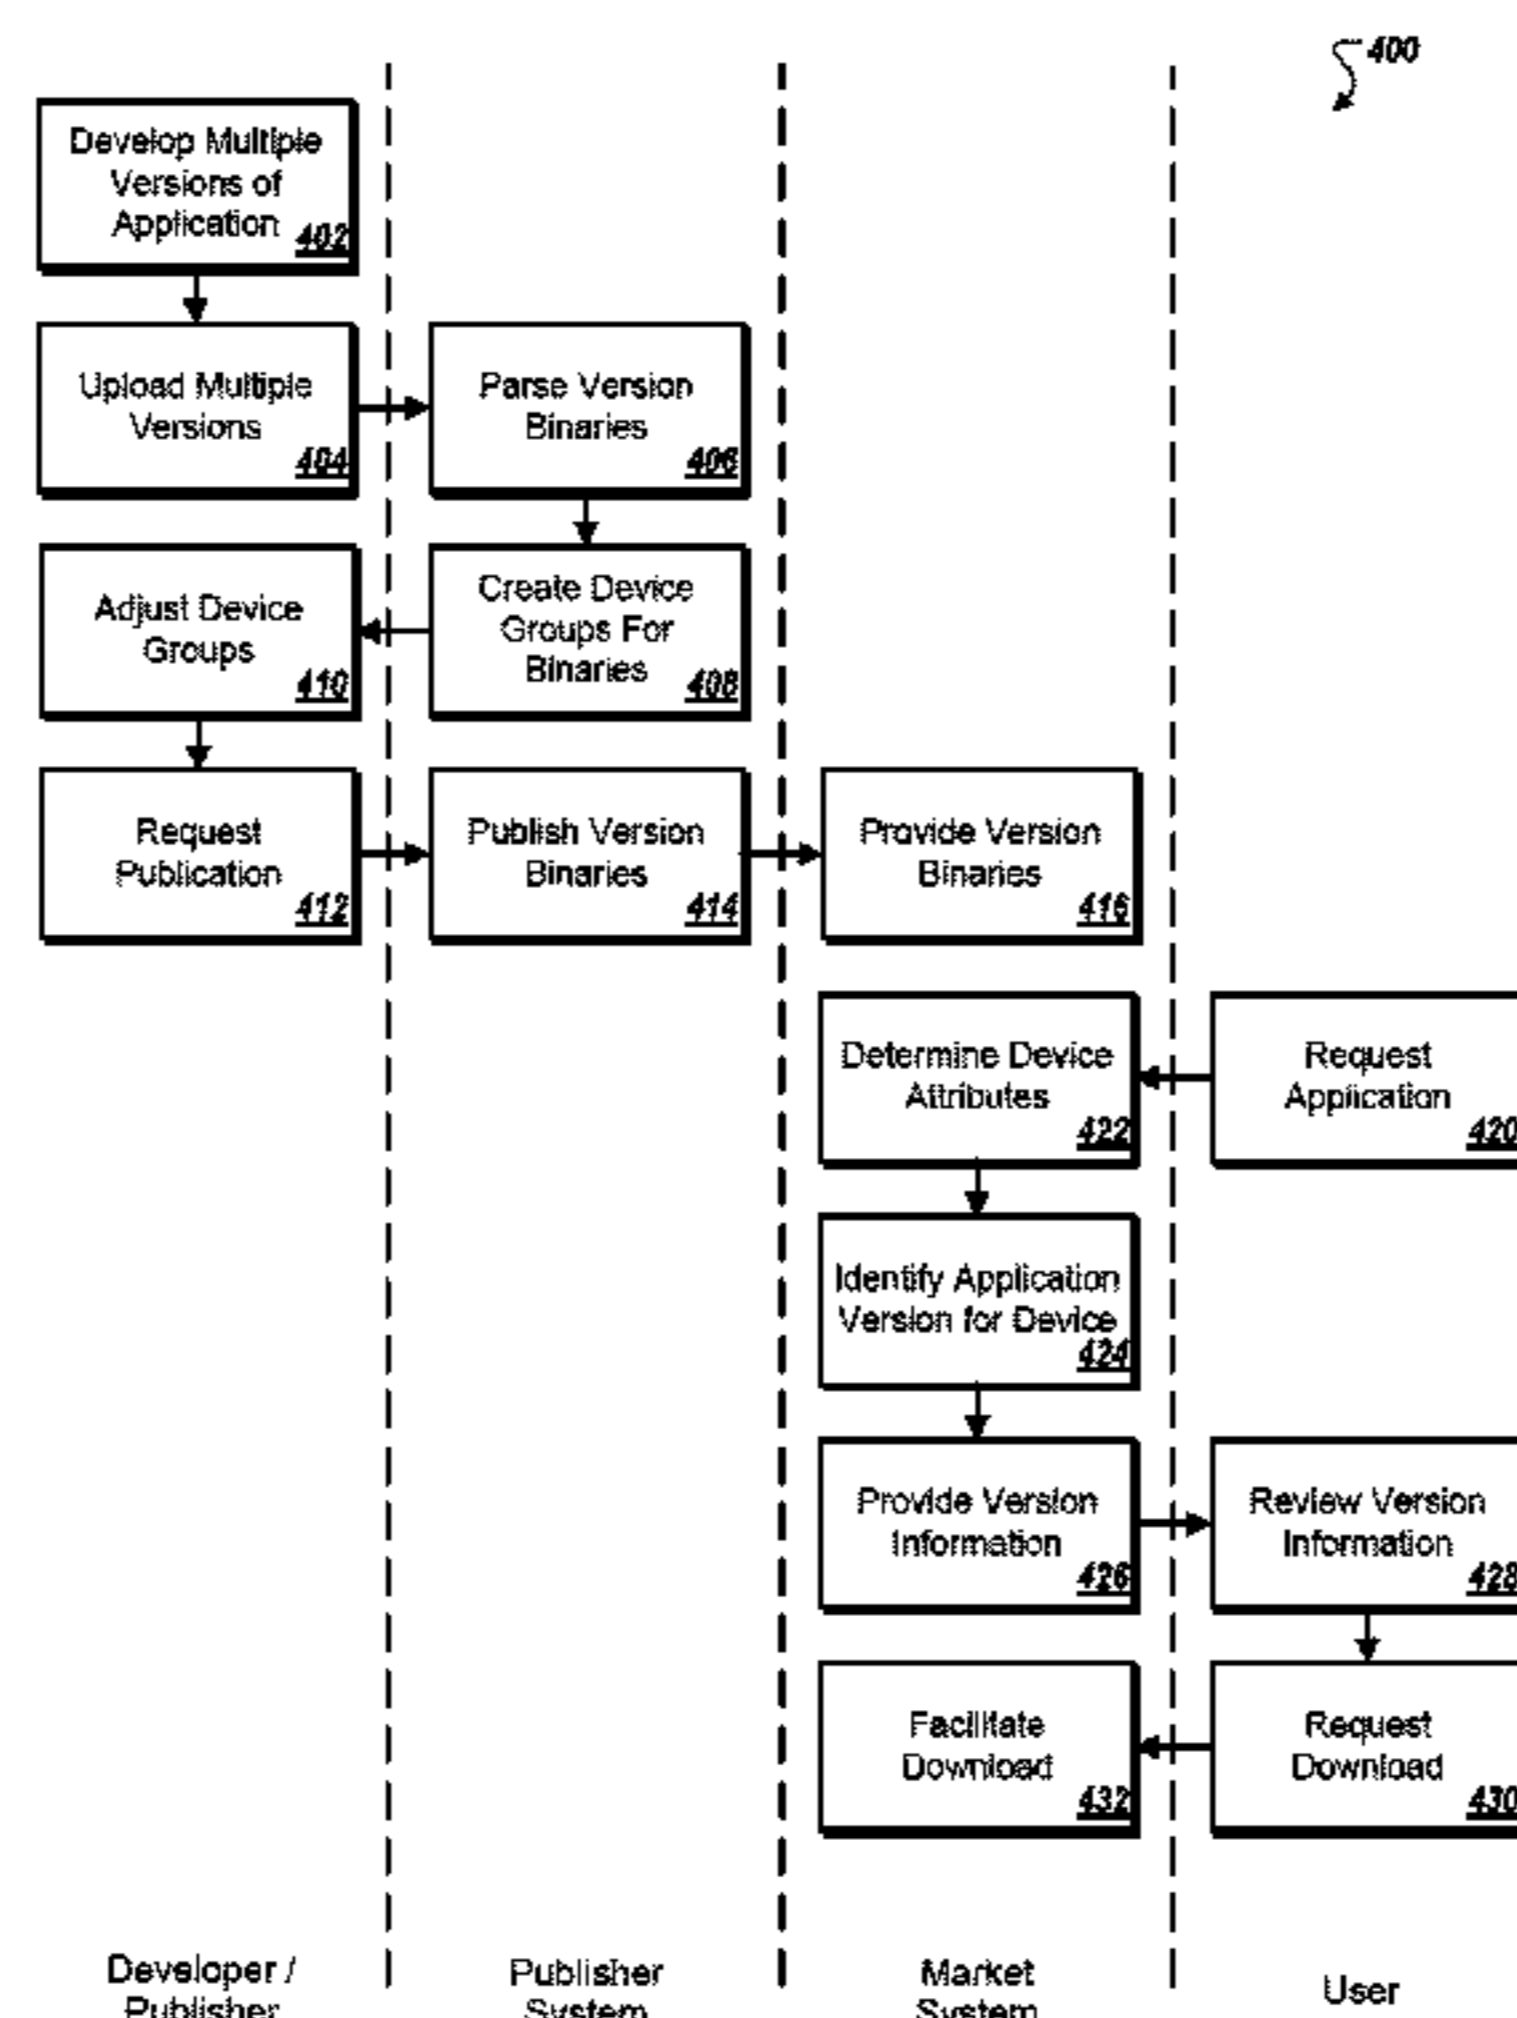 400
Develop Multiple
Versions of
Application
402
Upload Multiple
Versions
404
Parse Version
Binaries
406
Adjust Device
Groups
410
Create Device
Groups For
Binaries
408
Request
Publication
412
Publish Version
Binaries
414
Provide Version
Binaries
416
Determine Device
Attributes
422
Request
Application
420
Identify Application
Version for Device
424
Provide Version
Information
426
Review Version
Information
428
Facilitate
Download
432
Request
Download
430
Developer /
Publisher
Publisher
System
Market
System
User